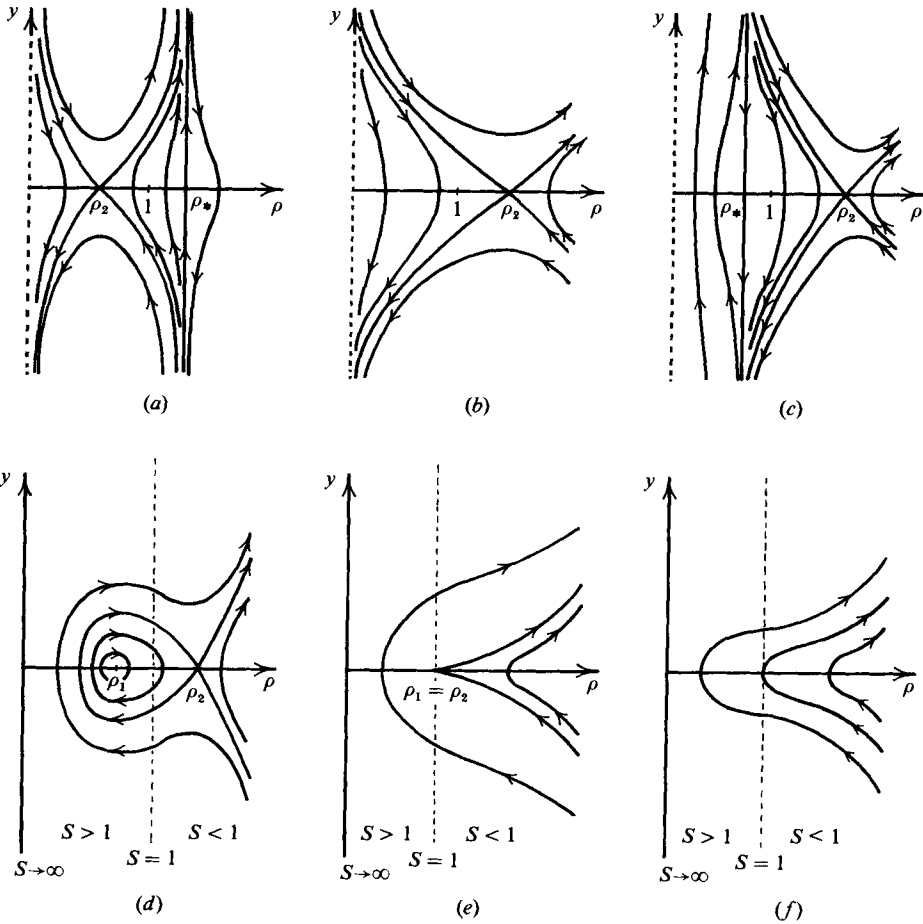 y
ρ₂
1
ρ*
ρ
(a)
y
1
ρ₂
ρ
(b)
y
ρ*
1
ρ₂
ρ
(c)
y
ρ₁
ρ₂
ρ
S > 1
S < 1
S→∞
S = 1
(d)
y
ρ₁ = ρ₂
ρ
S > 1
S < 1
S→∞
S = 1
(e)
y
ρ
S > 1
S < 1
S→∞
S = 1
(f)